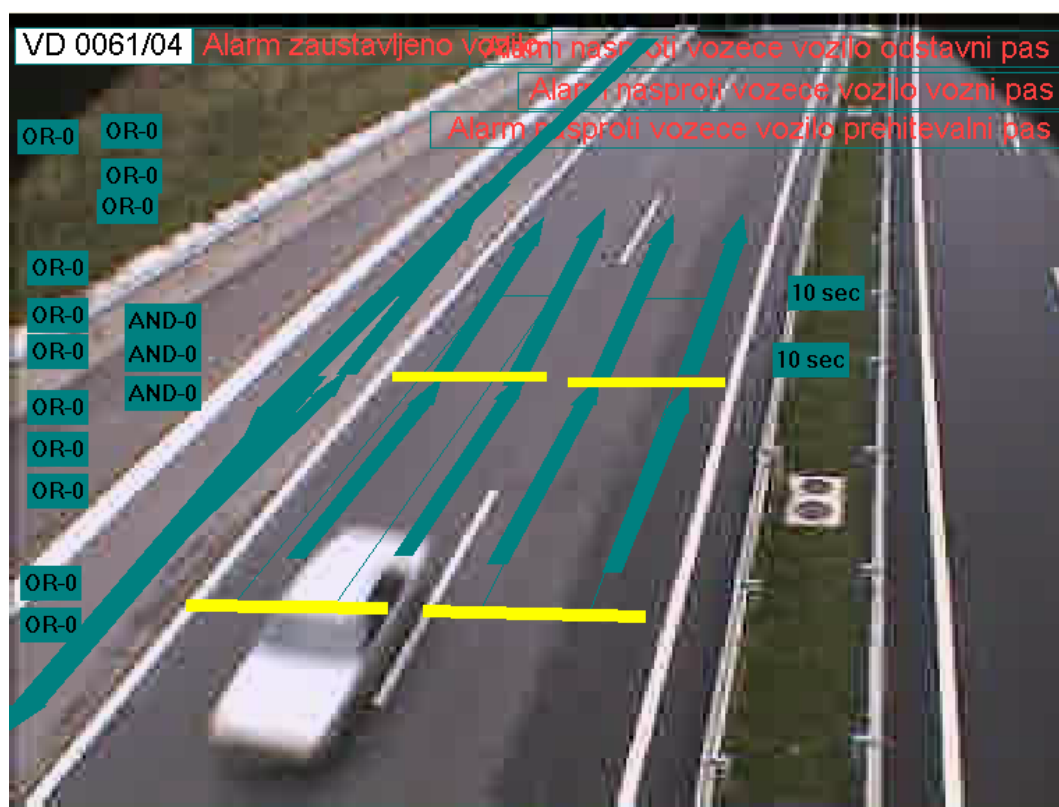 VD 0061/04
Alarm zaustavljeno vozilo
Alarm nasproti vozece vozilo odstavni pas
Alarm nasproti vozece vozilo vozni pas
Alarm nasproti vozece vozilo prehitevalni pas
OR-0
OR-0
OR-0
OR-0
OR-0
OR-0
OR-0
AND-0
AND-0
AND-0
OR-0
OR-0
OR-0
OR-0
OR-0
10 sec
10 sec